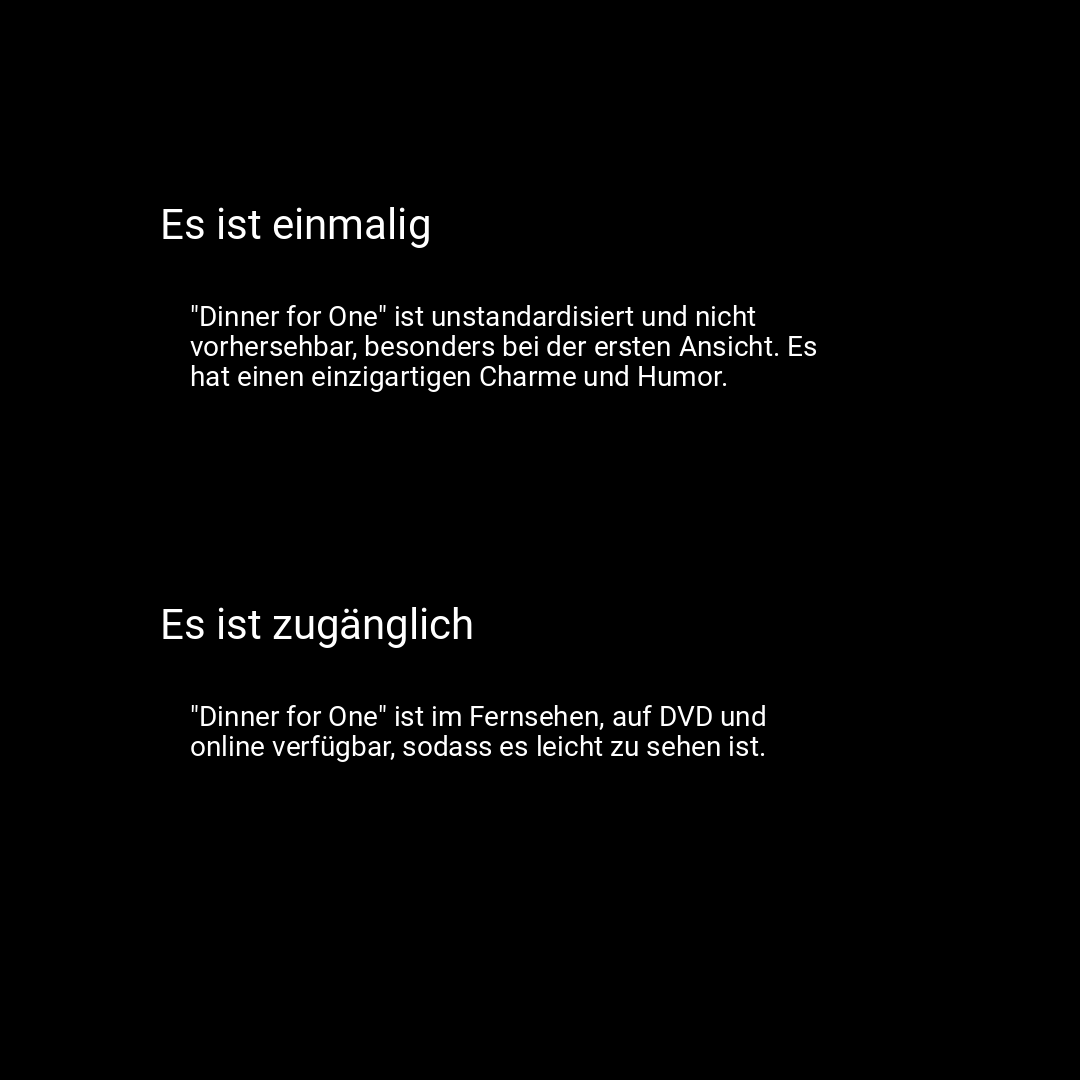 Es ist einmalig
"Dinner for One" ist unstandardisiert und nicht
vorhersehbar, besonders bei der ersten Ansicht. Es
hat einen einzigartigen Charme und Humor.
Es ist zugänglich
"Dinner for One" ist im Fernsehen, auf DVD und
online verfügbar, sodass es leicht zu sehen ist.